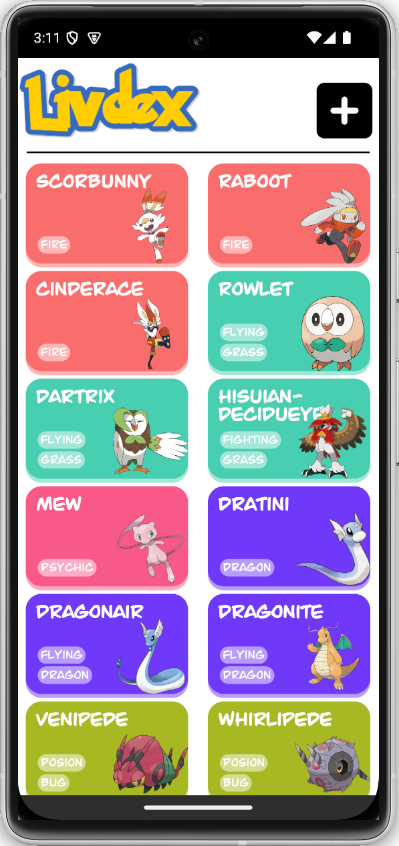 3:11
Livdex
SCORBUNNY
FIRE
RABOOT
FIRE
CINDERACE
FIRE
ROWLET
FLYING
GRASS
DARTRIX
FLYING
GRASS
HISUIAN-
DECIDUEYE
FIGHTING
GRASS
MEW
PSYCHIC
DRATINI
DRAGON
DRAGONAIR
FLYING
DRAGON
DRAGONITE
FLYING
DRAGON
VENIPEDE
POSION
BUG
WHIRLIPEDE
POSION
BUG